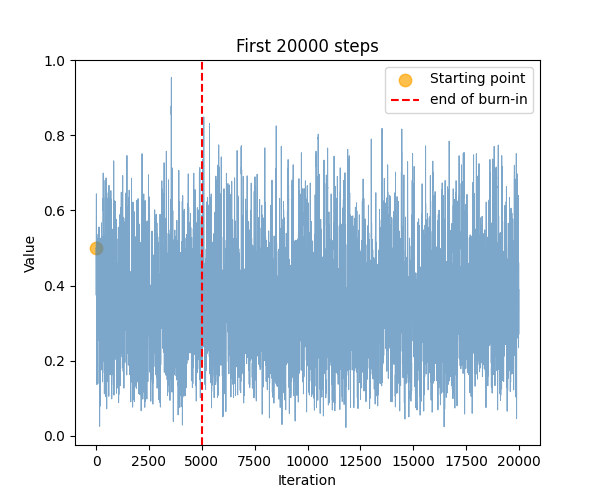 First 20000 steps
1.0
0.8
0.6
0.4
0.2
0.0
Value
Starting point
end of burn-in
0 2500 5000 7500 10000 12500 15000 17500 20000
Iteration